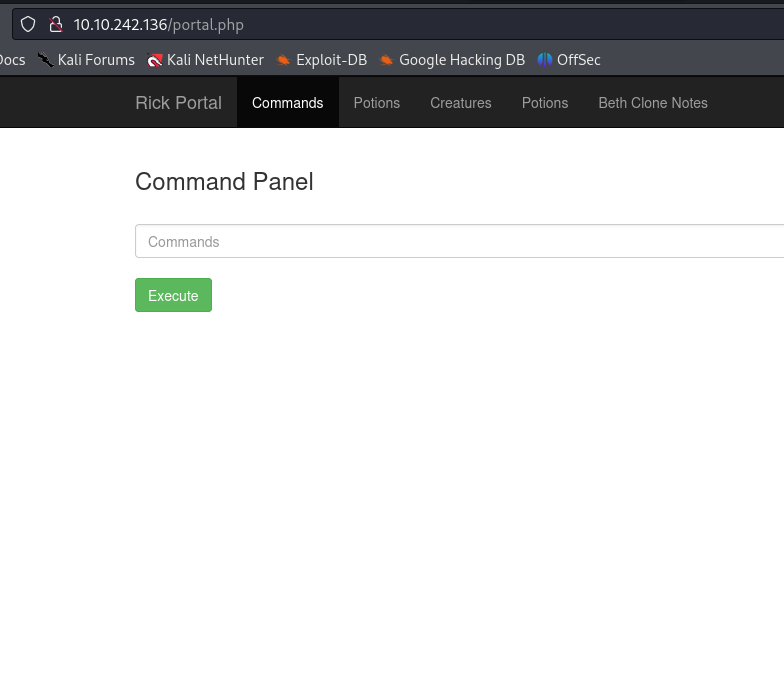 10.10.242.136/portal.php
Docs Kali Forums Kali NetHunter Exploit-DB Google Hacking DB OffSec
Rick Portal Commands Potions Creatures Potions Beth Clone Notes
Command Panel
Commands
Execute